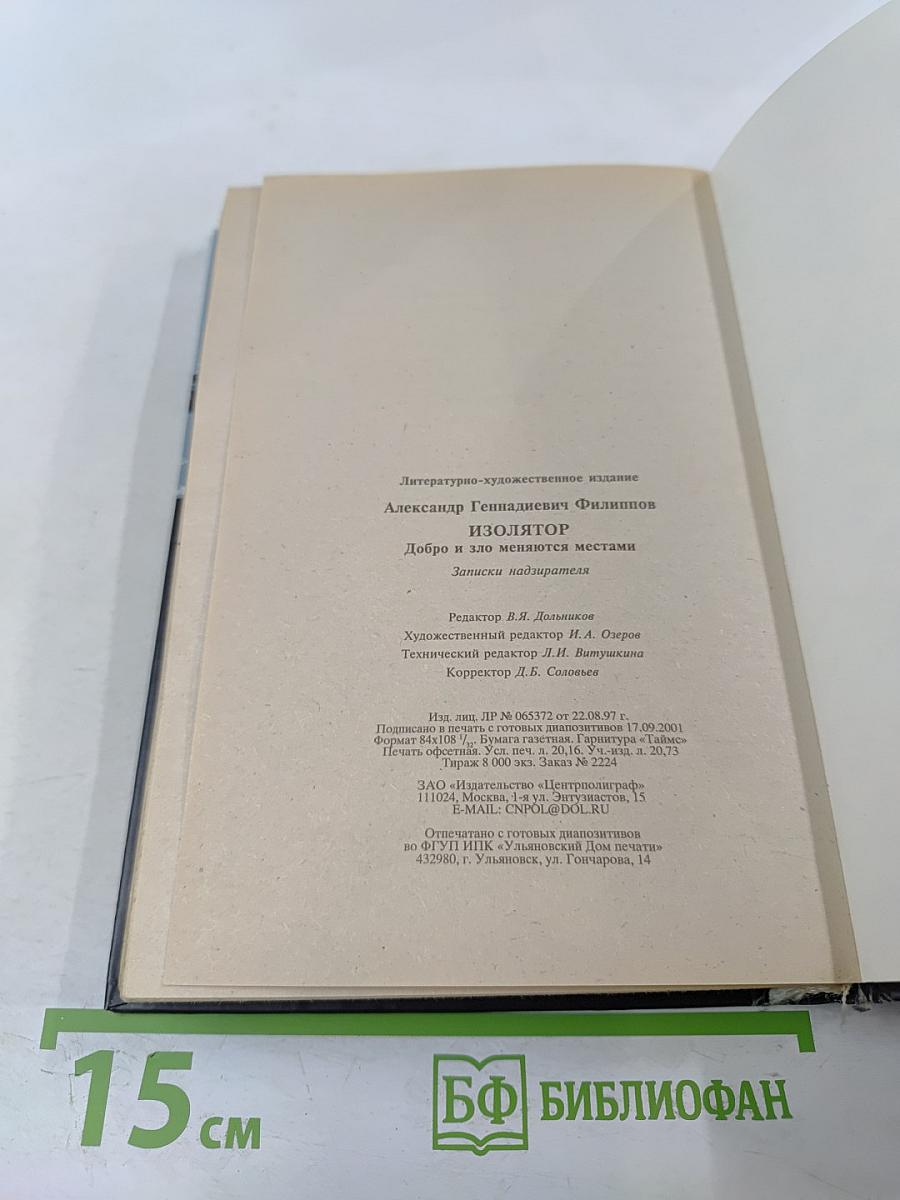 Литературно-художественное издание
Александр Геннадиевич Филиппов
ИЗОЛЯТОР
Добро и зло меняются местами
Записки надзирателя
Редактор В.Я. Дольников
Художественный редактор И.А. Озеров
Технический редактор Л.И. Витушкина
Корректор Д.Б. Соловьев
Изд. лиц. ЛР № 065372 от 22.08.97 г.
Подписано в печать с готовых диапозитивов 17.09.2001
Формат 84x108 1/32. Бумага газетная. Гарнитура «Таймс»
Печать офсетная. Усл. печ. л. 20,16. Уч.-изд. л. 20,73
Тираж 8 000 экз. Заказ № 2224
ЗАО «Издательство «Центрполиграф»
111024, Москва, 1-я ул. Энтузиастов, 15
E-MAIL: CNPOL@DOL.RU
Отпечатано с готовых диапозитивов
во ФГУП ИПК «Ульяновский Дом печати»
432980, г. Ульяновск, ул. Гончарова, 14
15 см
БФ БИБЛИОФАН